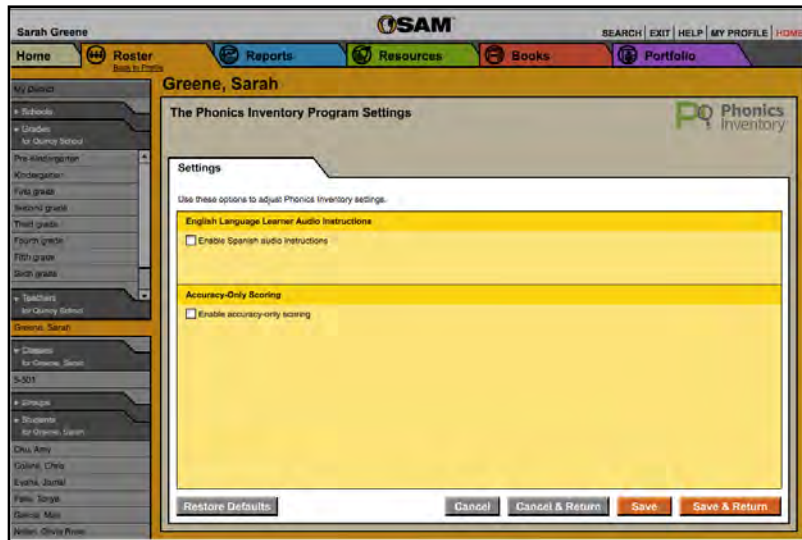 Sarah Greene
SAM
SEARCH | EXIT | HELP | MY PROFILE | HOME
Home
Roster
Back to Profile
Reports
Resources
Books
Portfolio
My District
Schools
Grades
for Quincy School
Pre-Kindergarten
Kindergarten
First grade
Second grade
Third grade
Fourth grade
Fifth grade
Sixth grade
Teachers
for Quincy School
Greene, Sarah
Classes
for Greene, Sarah
5-501
Groups
Students
for Greene, Sarah
Chu, Amy
Collins, Chris
Evans, Jamal
Garcia, Max
Greene, Sarah
The Phonics Inventory Program Settings
Phonics
Inventory
Settings
Use these options to adjust Phonics Inventory settings.
English Language Learner Audio Instructions
Enable Spanish audio instructions
Accuracy-Only Scoring
Enable accuracy-only scoring
Restore Defaults
Cancel
Cancel & Return
Save
Save & Return